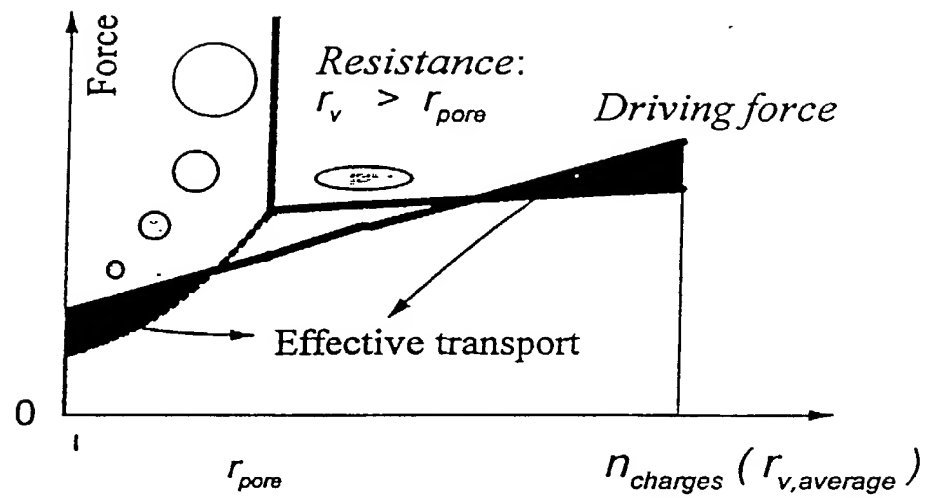 Force
Resistance:
r_v > r_pore
Driving force
Effective transport
0
r_pore
n_charges ( r_v,average )